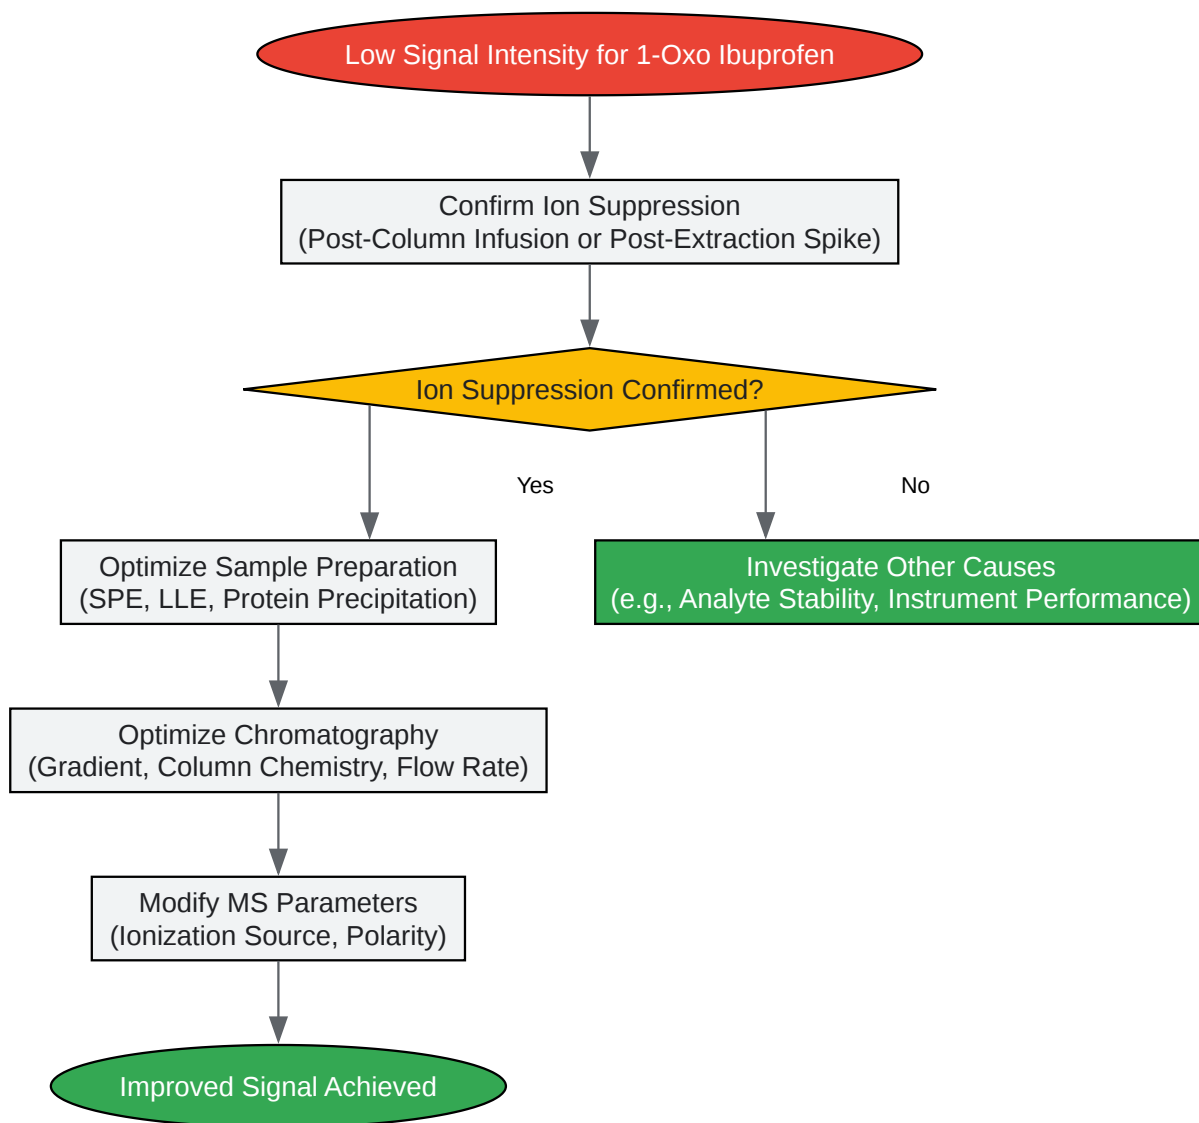 Low Signal Intensity for 1-Oxo Ibuprofen
Confirm Ion Suppression
(Post-Column Infusion or Post-Extraction Spike)
Ion Suppression Confirmed?
Yes
No
Optimize Sample Preparation
(SPE, LLE, Protein Precipitation)
Investigate Other Causes
(e.g., Analyte Stability, Instrument Performance)
Optimize Chromatography
(Gradient, Column Chemistry, Flow Rate)
Modify MS Parameters
(Ionization Source, Polarity)
Improved Signal Achieved